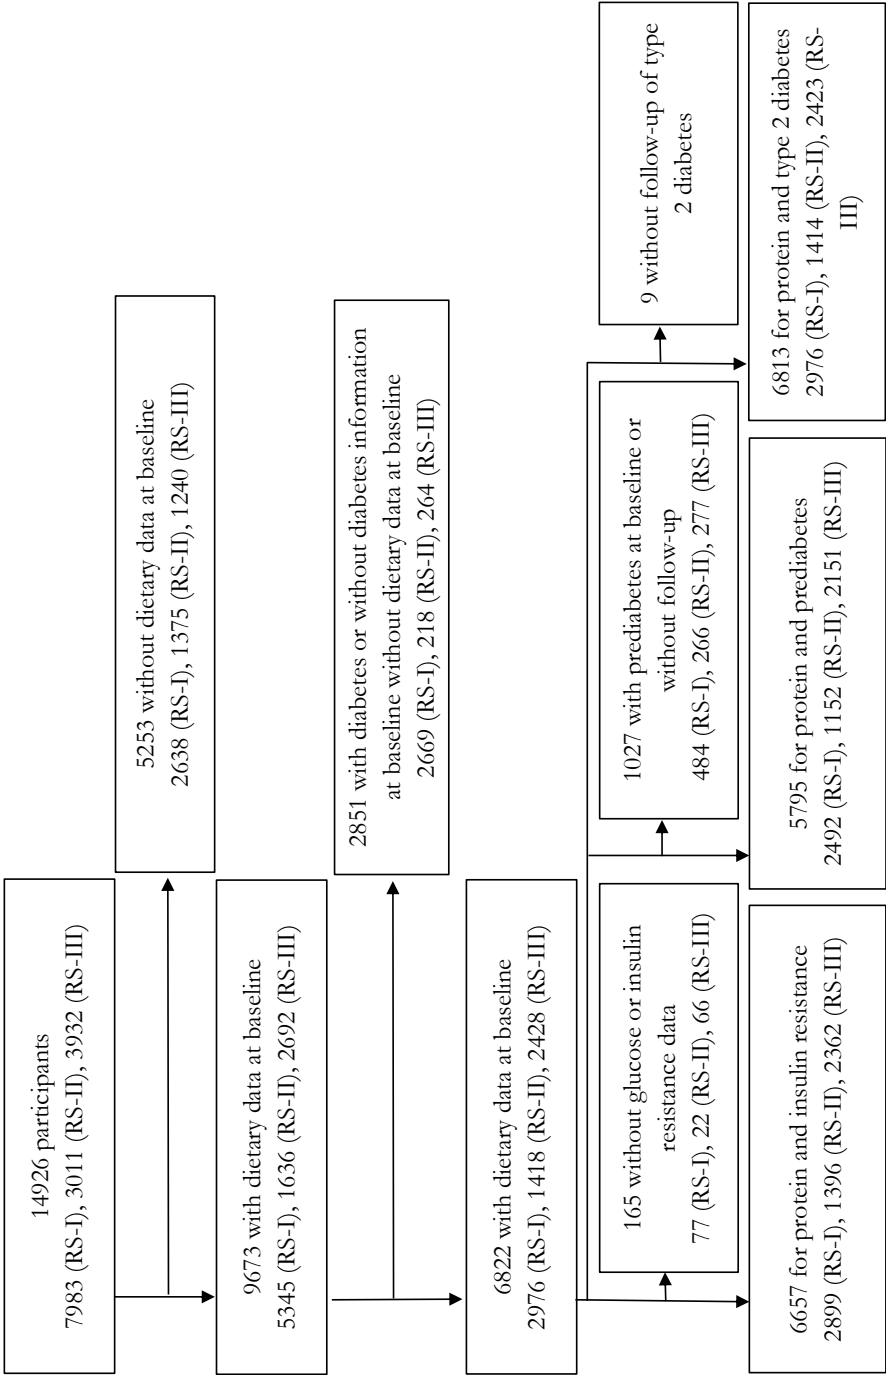 14926 participants
7983 (RS-I), 3011 (RS-II), 3932 (RS-III)
5253 without dietary data at baseline
2638 (RS-I), 1375 (RS-II), 1240 (RS-III)
9673 with dietary data at baseline
5345 (RS-I), 1636 (RS-II), 2692 (RS-III)
2851 with diabetes or without diabetes information
at baseline without dietary data at baseline
2669 (RS-I), 218 (RS-II), 264 (RS-III)
6822 with dietary data at baseline
2976 (RS-I), 1418 (RS-II), 2428 (RS-III)
165 without glucose or insulin
resistance data
77 (RS-I), 22 (RS-II), 66 (RS-III)
1027 with prediabetes at baseline or
without follow-up
484 (RS-I), 266 (RS-II), 277 (RS-III)
9 without follow-up of type
2 diabetes
6657 for protein and insulin resistance
2899 (RS-I), 1396 (RS-II), 2362 (RS-III)
5795 for protein and prediabetes
2492 (RS-I), 1152 (RS-II), 2151 (RS-III)
6813 for protein and type 2 diabetes
2976 (RS-I), 1414 (RS-II), 2423 (RS-
III)